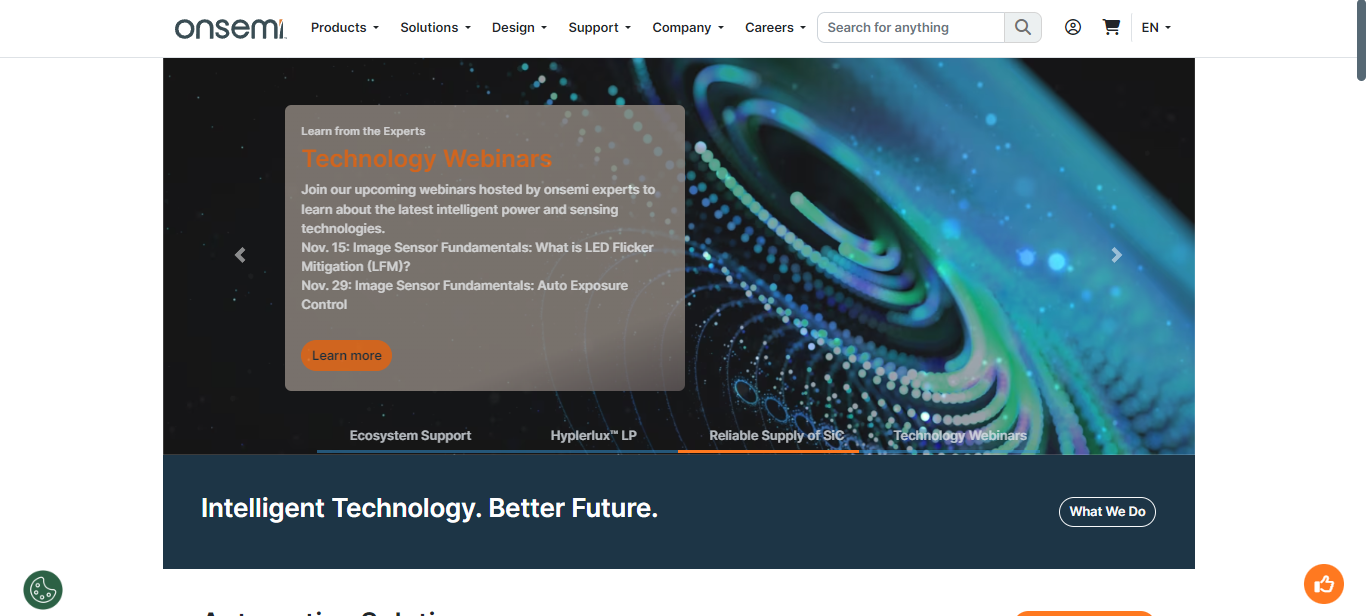 onsemi
Products
Solutions
Design
Support
Company
Careers
Search for anything
EN
Learn from the Experts
Technology Webinars
Join our upcoming webinars hosted by onsemi experts to
learn about the latest intelligent power and sensing
technologies.
Nov. 15: Image Sensor Fundamentals: What is LED Flicker
Mitigation (LFM)?
Nov. 29: Image Sensor Fundamentals: Auto Exposure
Control
Learn more
Ecosystem Support
Hyplerlux™ LP
Reliable Supply of SiC
Technology Webinars
Intelligent Technology. Better Future.
What We Do